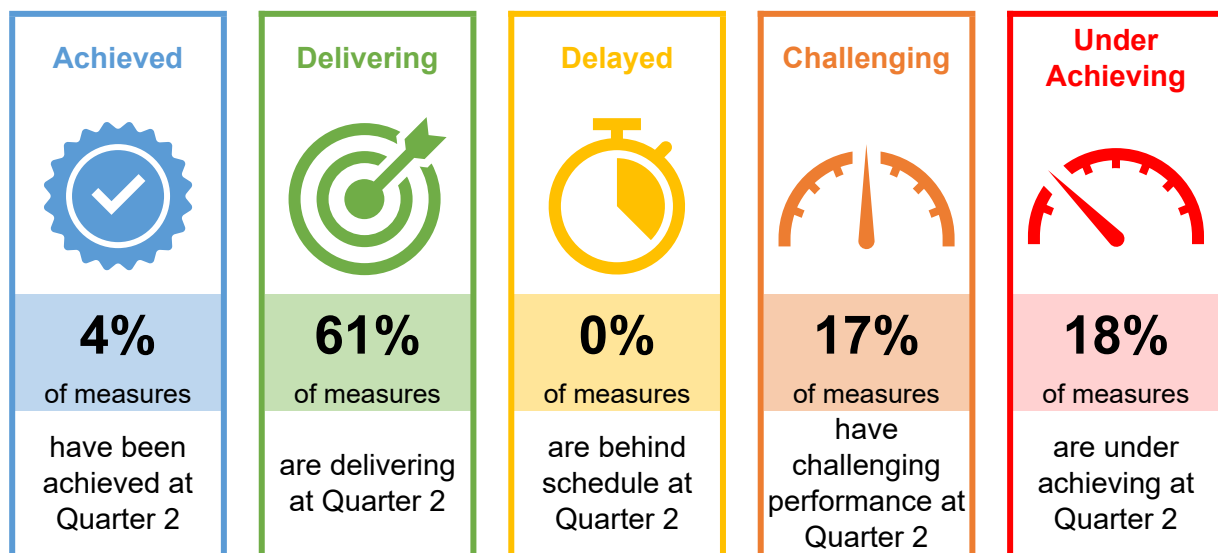 Achieved
4%
of measures
have been
achieved at
Quarter 2
Delivering
61%
of measures
are delivering
at Quarter 2
Delayed
0%
of measures
are behind
schedule at
Quarter 2
Challenging
17%
of measures
have
challenging
performance at
Quarter 2
Under
Achieving
18%
of measures
are under
achieving at
Quarter 2